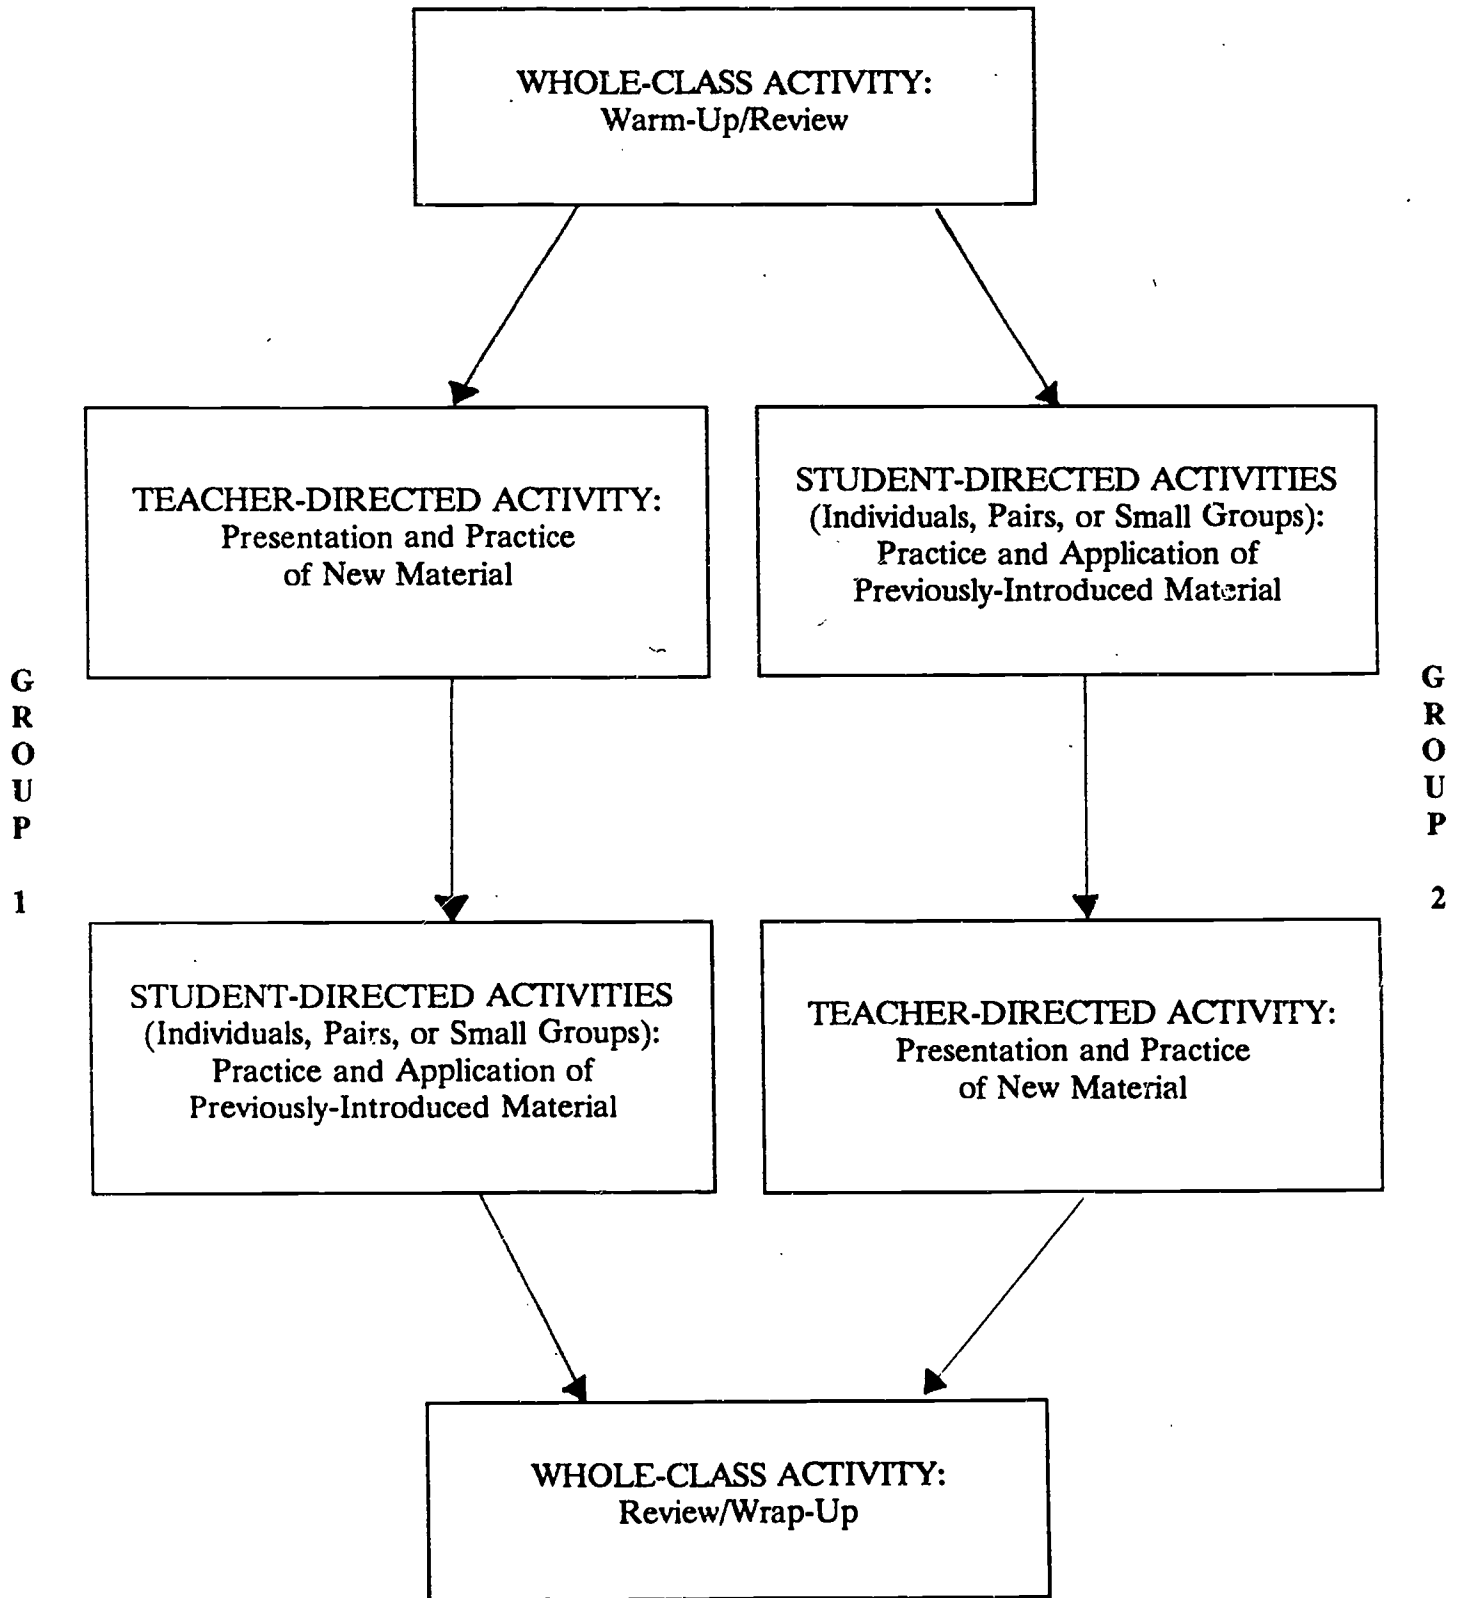 WHOLE-CLASS ACTIVITY:
Warm-Up/Review
TEACHER-DIRECTED ACTIVITY:
Presentation and Practice
of New Material
STUDENT-DIRECTED ACTIVITIES
(Individuals, Pairs, or Small Groups):
Practice and Application of
Previously-Introduced Material
GROUP 1
GROUP 2
STUDENT-DIRECTED ACTIVITIES
(Individuals, Pairs, or Small Groups):
Practice and Application of
Previously-Introduced Material
TEACHER-DIRECTED ACTIVITY:
Presentation and Practice
of New Material
WHOLE-CLASS ACTIVITY:
Review/Wrap-Up